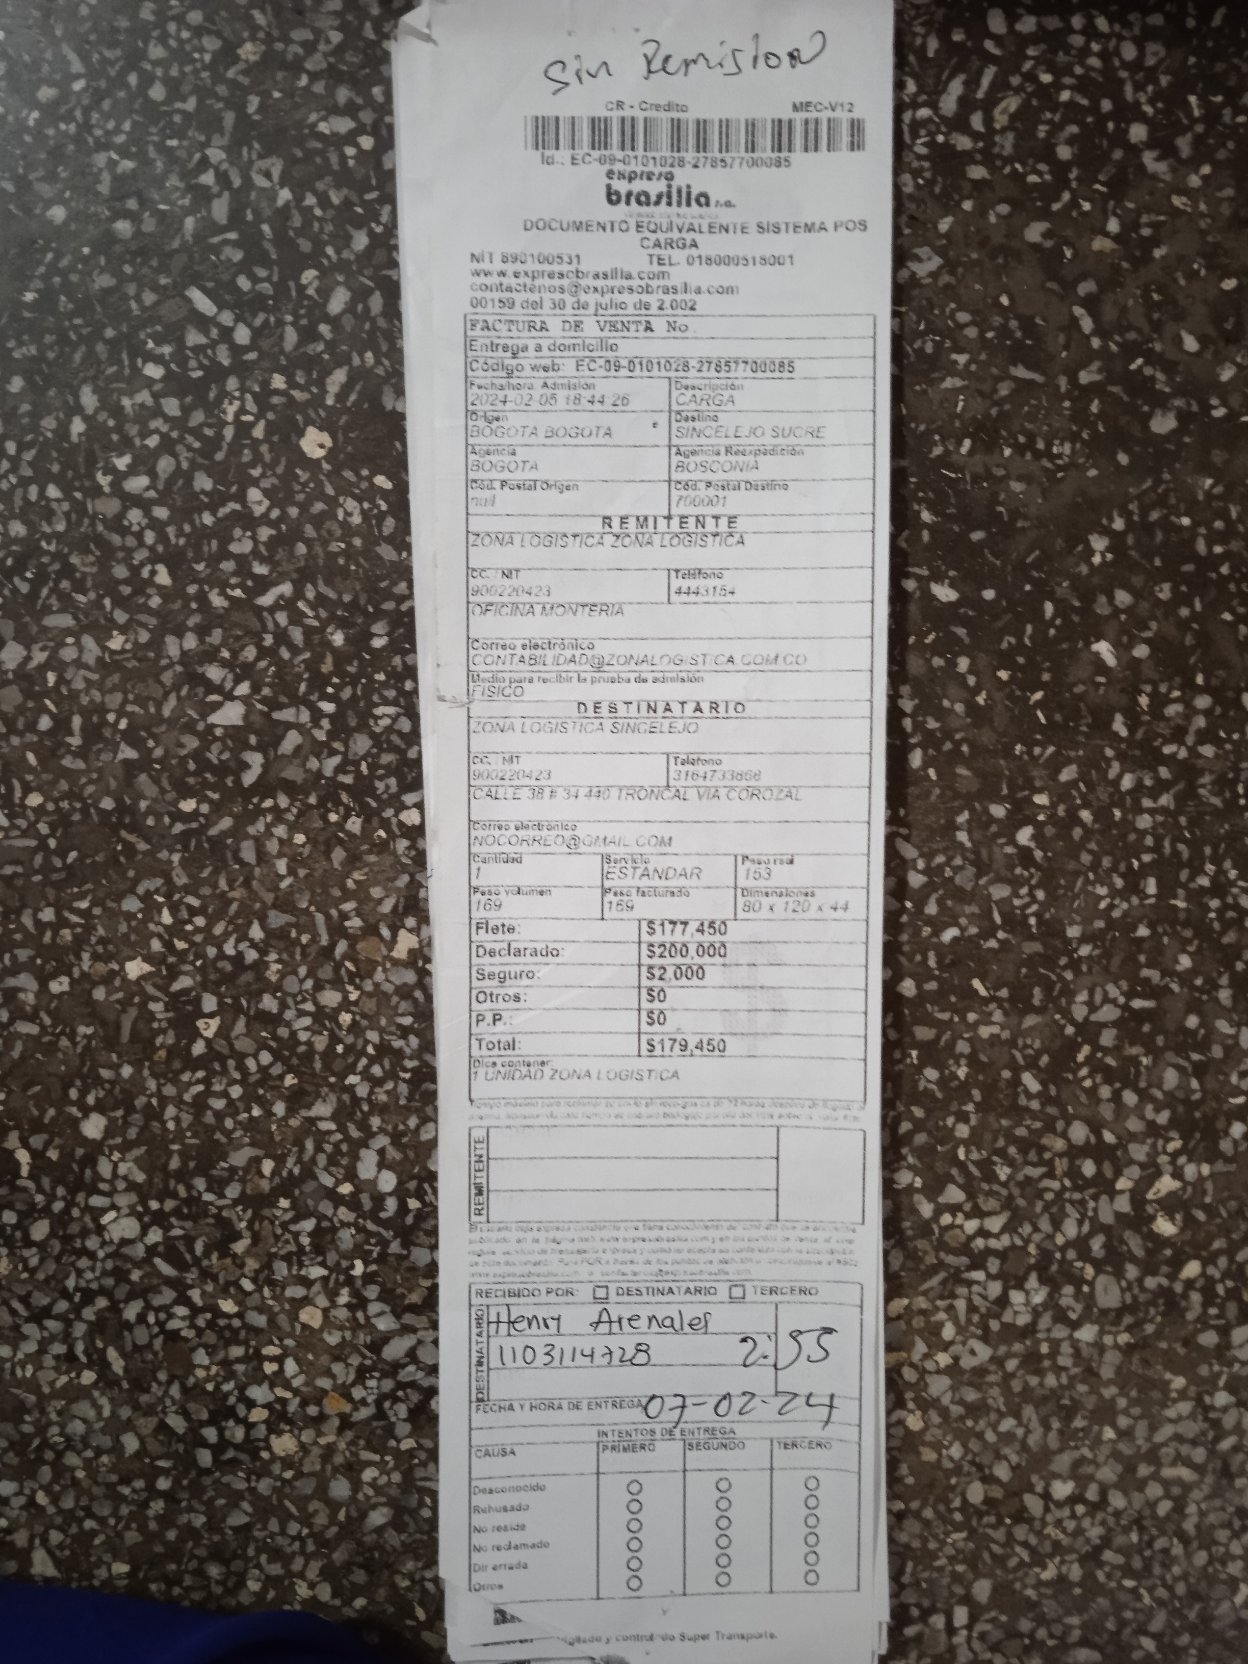 Sin Remision
CR - Credito MEC-V12
Id.: EC-09-0101028-27857700085
expreso
brasilia s.a.
DOCUMENTO EQUIVALENTE SISTEMA POS
CARGA
NIT 890100531 TEL. 018000518001
www.expresobrasilia.com
contactenos@expresobrasilia.com
00159 del 30 de julio de 2.002
FACTURA DE VENTA No.
Entrega a domicilio
Código web: EC-09-0101028-27857700085
Fecha/hora. Admisión Descripción
2024-02-05 18:44:26 CARGA
Origen Destino
BOGOTA BOGOTA SINCELEJO SUCRE
Agencia Agencia Reexpedición
BOGOTA BOSCONIA
Cód. Postal Origen Cód. Postal Destino
null 700001
REMITENTE
ZONA LOGISTICA ZONA LOGISTICA
CC. / NIT Teléfono
900220423 4443154
OFICINA MONTERIA
Correo electrónico
CONTABILIDAD@ZONALOGISTICA.COM.CO
Medio para recibir la prueba de admisión
FISICO
DESTINATARIO
ZONA LOGISTICA SINCELEJO
CC. / NIT Telefono
900220423 3164733868
CALLE 38 # 34 440 TRONCAL VIA COROZAL
Correo electrónico
NOCORREO@GMAIL.COM
Cantidad Servicio Peso real
1 ESTANDAR 153
Peso volumen Peso facturado Dimensiones
169 169 80 x 120 x 44
Flete: $177,450
Declarado: $200,000
Seguro: $2,000
Otros: $0
P.P.: $0
Total: $179,450
Dice contener:
1 UNIDAD ZONA LOGISTICA
REMITENTE
RECIBIDO POR: DESTINATARIO TERCERO
DESTINATARIO
Henry Arenales
1103114728 2:55
FECHA Y HORA DE ENTREGA 07-02-24
INTENTOS DE ENTREGA
CAUSA PRIMERO SEGUNDO TERCERO
Desconocido
Rehusado
No reside
No reclamado
Dir errada
Otros
y controlado Super Transporte.